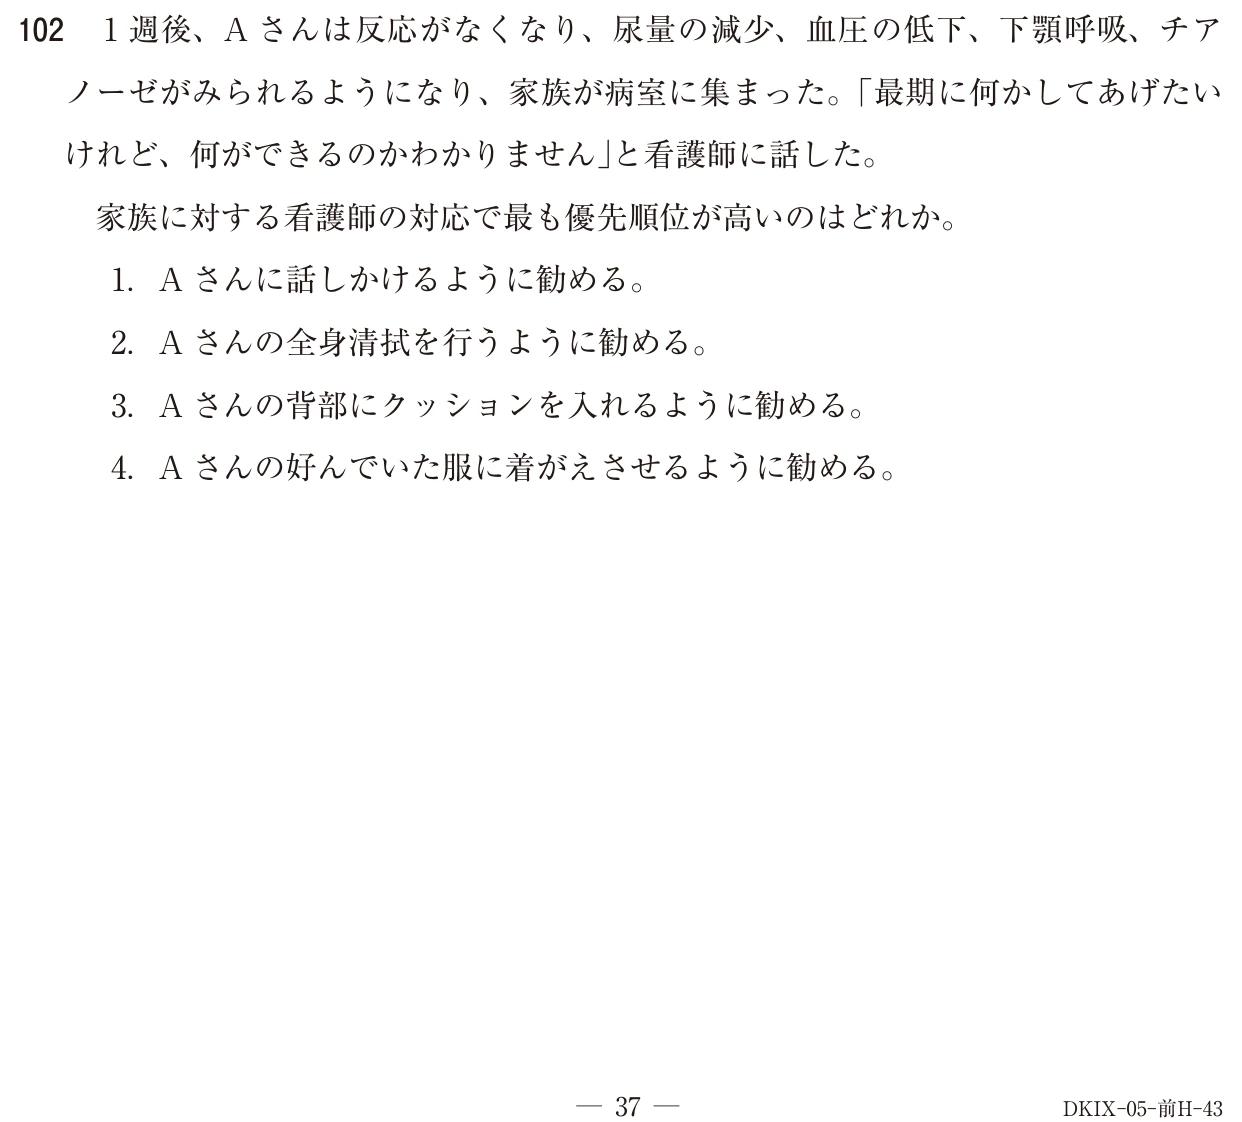 102 1 週後、A さんは反応がなくなり、尿量の減少、血圧の低下、下顎呼吸、チア
ノーゼがみられるようになり、家族が病室に集まった。「最期に何かしてあげたい
けれど、何ができるのかわかりません」と看護師に話した。
家族に対する看護師の対応で最も優先順位が高いのはどれか。
1. A さんに話しかけるように勧める。
2. A さんの全身清拭を行うように勧める。
3. A さんの背部にクッションを入れるように勧める。
4. A さんの好んでいた服に着がえさせるように勧める。
— 37 —
DKIX-05-前H-43